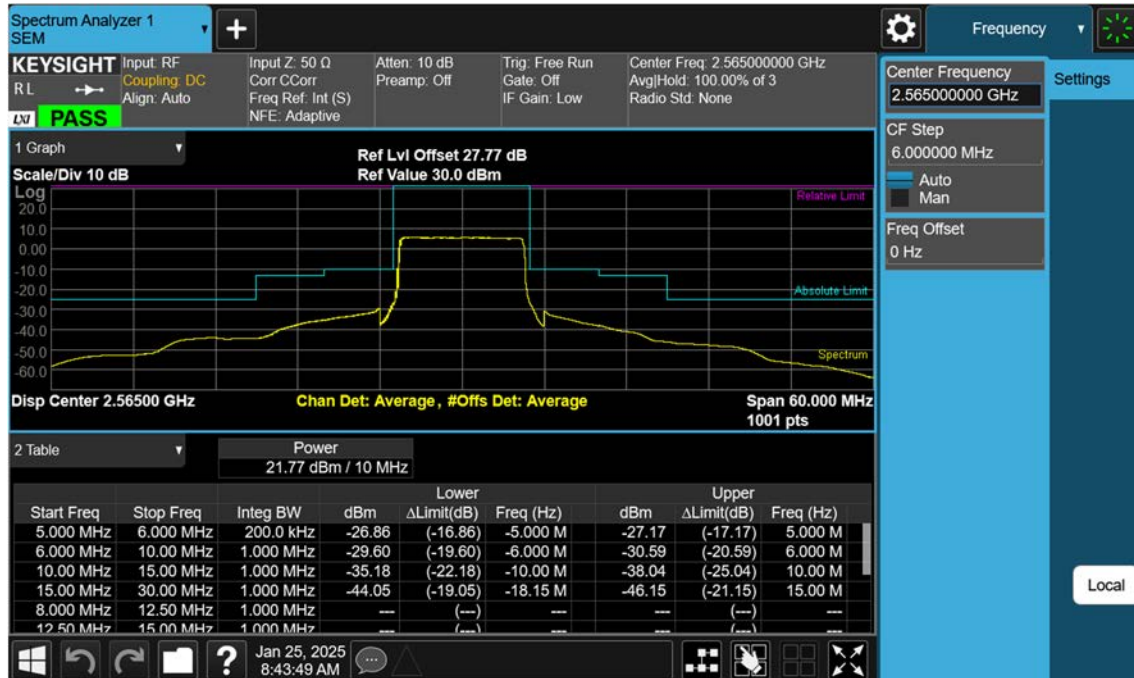 Spectrum Analyzer 1
SEM
Frequency
KEYSIGHT
RL
LXI
PASS
Input: RF
Coupling: DC
Align: Auto
Input Z: 50 Ω
Corr CCorr
Freq Ref: Int (S)
NFE: Adaptive
Atten: 10 dB
Preamp: Off
Trig: Free Run
Gate: Off
IF Gain: Low
Center Freq: 2.565000000 GHz
Avg|Hold: 100.00% of 3
Radio Std: None
Center Frequency
2.565000000 GHz
Settings
CF Step
6.000000 MHz
Auto
Man
Freq Offset
0 Hz
1 Graph
Ref Lvl Offset 27.77 dB
Scale/Div 10 dB
Ref Value 30.0 dBm
Log
20.0
10.0
0.00
-10.0
-20.0
-30.0
-40.0
-50.0
-60.0
Relative Limit
Absolute Limit
Spectrum
Disp Center 2.56500 GHz
Chan Det: Average, #Offs Det: Average
Span 60.000 MHz
1001 pts
2 Table
Power
21.77 dBm / 10 MHz
Lower Upper
Start Freq Stop Freq Integ BW dBm ΔLimit(dB) Freq (Hz) dBm ΔLimit(dB) Freq (Hz)
5.000 MHz 6.000 MHz 200.0 kHz -26.86 (-16.86) -5.000 M -27.17 (-17.17) 5.000 M
6.000 MHz 10.00 MHz 1.000 MHz -29.60 (-19.60) -6.000 M -30.59 (-20.59) 6.000 M
10.00 MHz 15.00 MHz 1.000 MHz -35.18 (-22.18) -10.00 M -38.04 (-25.04) 10.00 M
15.00 MHz 30.00 MHz 1.000 MHz -44.05 (-19.05) -18.15 M -46.15 (-21.15) 15.00 M
8.000 MHz 12.50 MHz 1.000 MHz --- (---) --- --- (---) ---
12.50 MHz 15.00 MHz 1.000 MHz --- (---) --- --- (---) ---
Local
?
Jan 25, 2025
8:43:49 AM